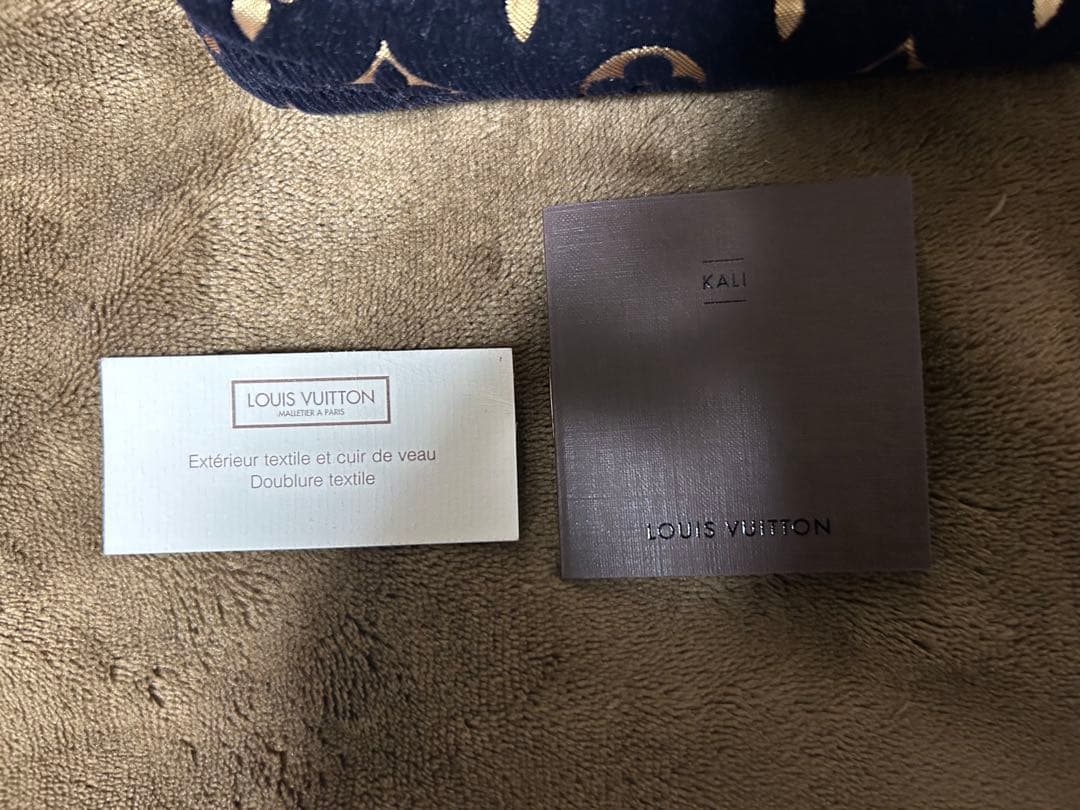 LOUIS VUITTON
MALLETIER A PARIS
Extérieur textile et cuir de veau
Doublure textile
KALI
LOUIS VUITTON